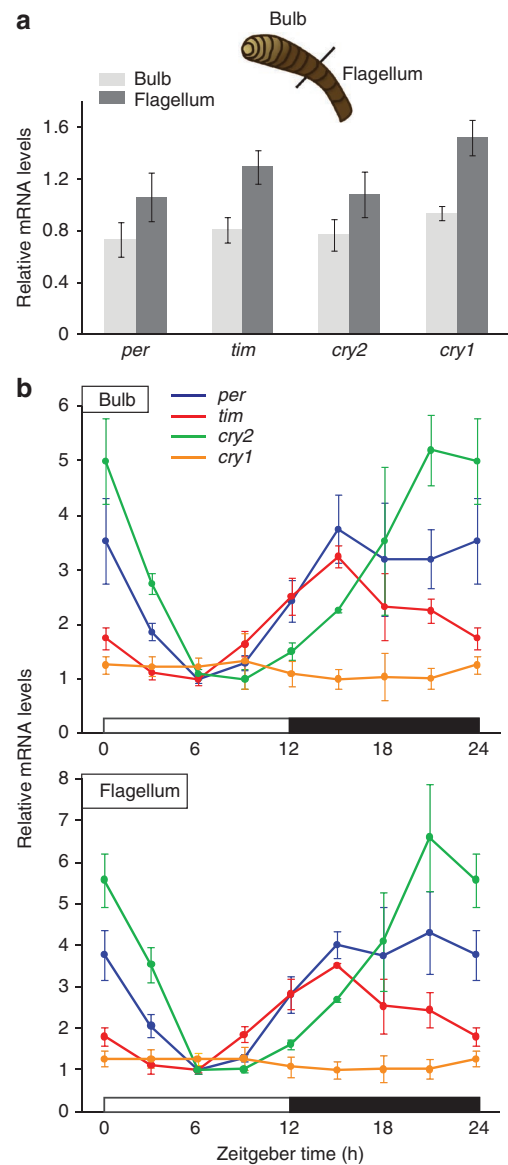 a
Bulb
Flagellum
Bulb
Flagellum
Relative mRNA levels
1.6
1.2
0.8
0.4
0
per tim cry2 cry1
b
Bulb
per
tim
cry2
cry1
6
5
4
3
2
1
0
0 6 12 18 24
Relative mRNA levels
Flagellum
8
7
6
5
4
3
2
1
0
0 6 12 18 24
Zeitgeber time (h)